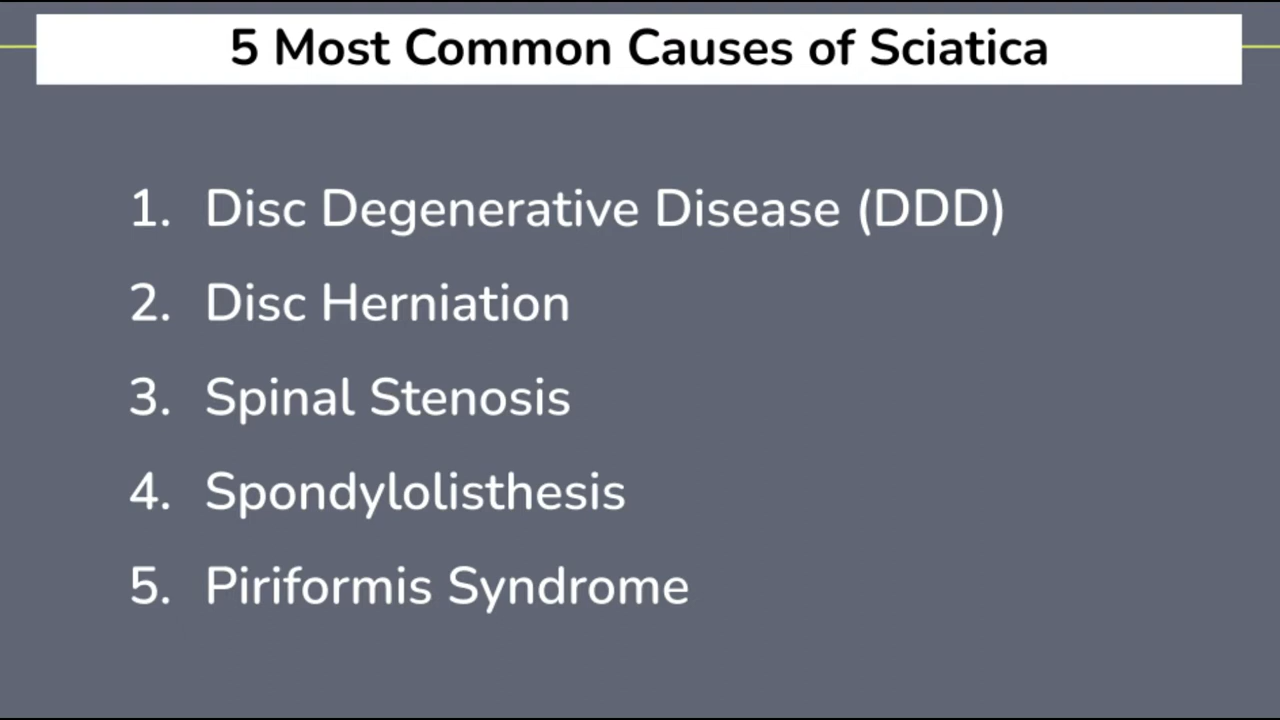 5 Most Common Causes of Sciatica
1. Disc Degenerative Disease (DDD)
2. Disc Herniation
3. Spinal Stenosis
4. Spondylolisthesis
5. Piriformis Syndrome